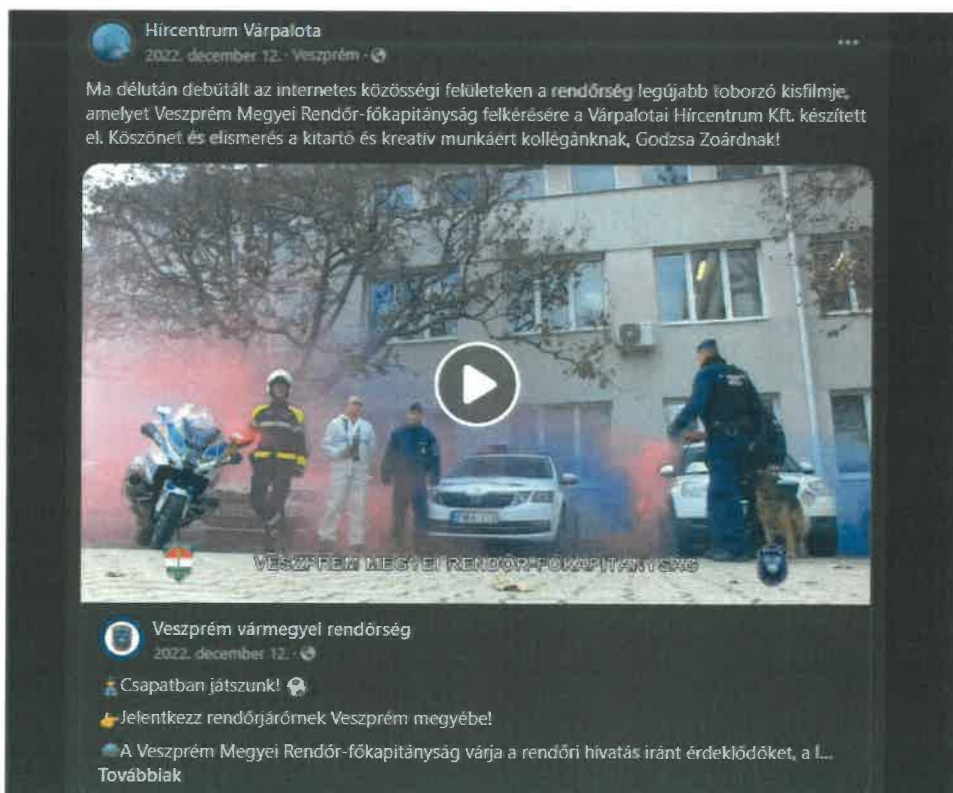 Hírcentrum Várpalota
2022. december 12. · Veszprém ·
Ma délután debütált az internetes közösségi felületeken a rendőrség legújabb toborzó kisfilmje,
amelyet Veszprém Megyei Rendőr-főkapitányság felkérésére a Várpalotai Hírcentrum Kft. készített
el. Köszönet és elismerés a kitartó és kreatív munkáért kollégánknak, Godzsa Zoárdnak!
VESZPRÉM MEGYEI RENDŐR-FŐKAPITÁNYSÁG
Veszprém vármegyei rendőrség
2022. december 12. ·
Csapatban játszunk!
Jelentkezz rendőrjárőrnek Veszprém megyébe!
A Veszprém Megyei Rendőr-főkapitányság várja a rendőri hivatás iránt érdeklődőket, a l...
Továbbiak